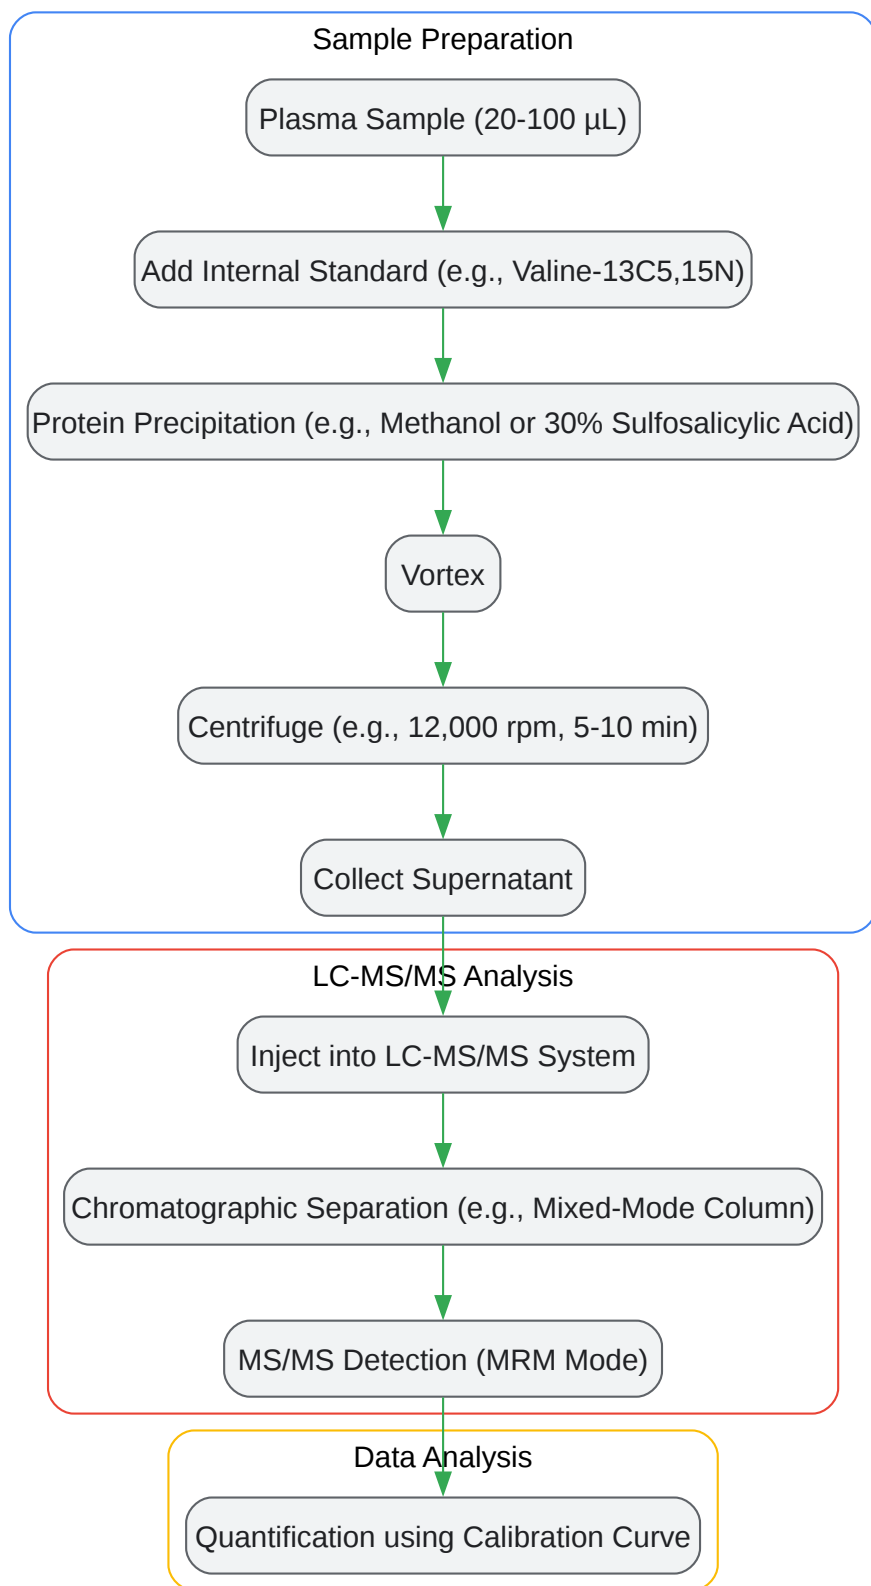 Sample Preparation
Plasma Sample (20-100 µL)
Add Internal Standard (e.g., Valine-13C5,15N)
Protein Precipitation (e.g., Methanol or 30% Sulfosalicylic Acid)
Vortex
Centrifuge (e.g., 12,000 rpm, 5-10 min)
Collect Supernatant
LC-MS/MS Analysis
Inject into LC-MS/MS System
Chromatographic Separation (e.g., Mixed-Mode Column)
MS/MS Detection (MRM Mode)
Data Analysis
Quantification using Calibration Curve